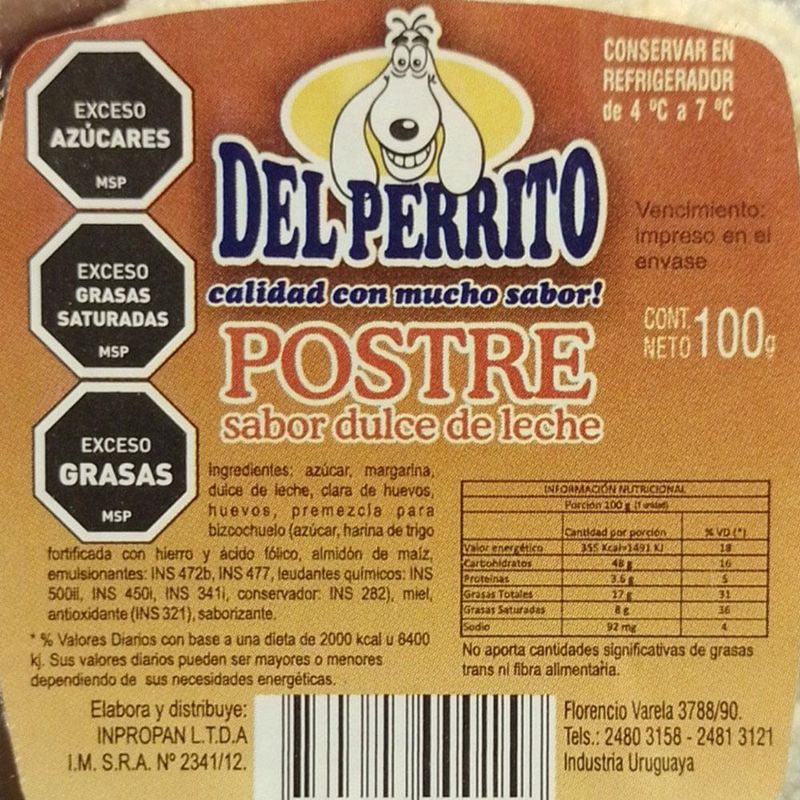 EXCESO
AZÚCARES
MSP
EXCESO
GRASAS
SATURADAS
MSP
EXCESO
GRASAS
MSP
DEL PERRITO
calidad con mucho sabor!
POSTRE
sabor dulce de leche
CONSERVAR EN
REFRIGERADOR
de 4 ºC a 7 ºC
Vencimiento:
impreso en el
envase
CONT.
NETO 100g
Ingredientes: azúcar, margarina,
dulce de leche, clara de huevos,
huevos, premezcla para
bizcochuelo (azúcar, harina de trigo
fortificada con hierro y ácido fólico, almidón de maíz,
emulsionantes: INS 472b, INS 477, leudantes químicos: INS
500ii, INS 450i, INS 341i, conservador: INS 282), miel,
antioxidante (INS 321), saborizante.
* % Valores Diarios con base a una dieta de 2000 kcal u 8400
kj. Sus valores diarios pueden ser mayores o menores
dependiendo de sus necesidades energéticas.
INFORMACIÓN NUTRICIONAL
Porción 100 g (1 unidad)
Cantidad por porción % VD (*)
Valor energético 355 Kcal=1491 KJ 18
Carbohidratos 48 g 16
Proteínas 3.6 g 5
Grasas Totales 17 g 31
Grasas Saturadas 8 g 36
Sodio 92 mg 4
No aporta cantidades significativas de grasas
trans ni fibra alimentaria.
Elabora y distribuye:
INPROPAN L.T.D.A
I.M. S.R.A. Nº 2341/12.
Florencio Varela 3788/90.
Tels.: 2480 3158 - 2481 3121
Industria Uruguaya